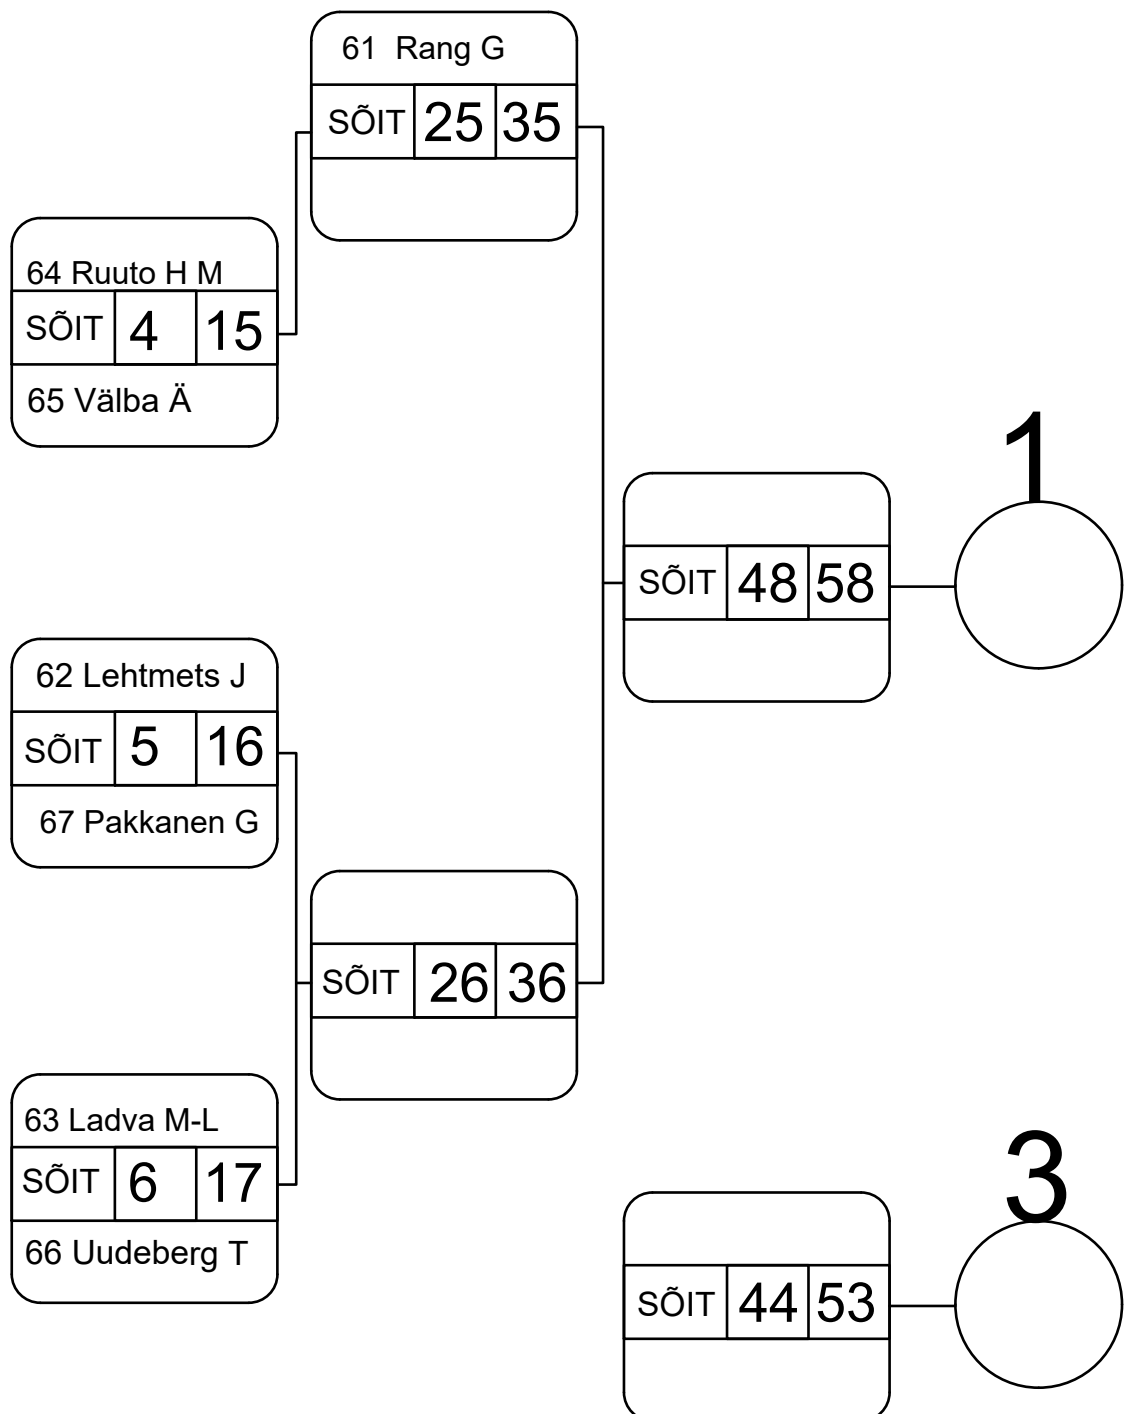 61 Rang G
SÕIT 25 35
64 Ruuto H M
SÕIT 4 15
65 Välba Ä
1
SÕIT 48 58
62 Lehtmets J
SÕIT 5 16
67 Pakkanen G
SÕIT 26 36
63 Ladva M-L
SÕIT 6 17
66 Uudeberg T
3
SÕIT 44 53